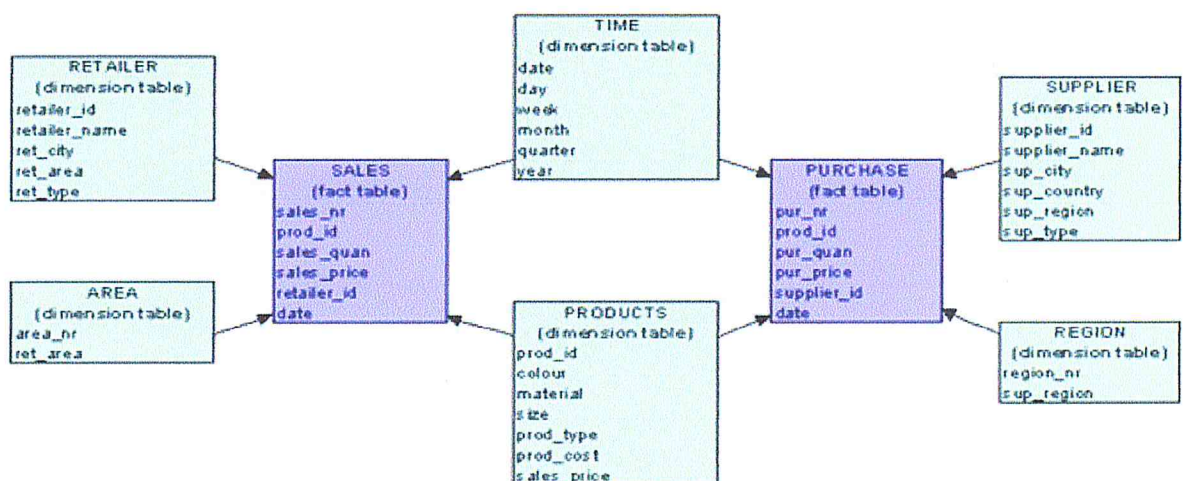 RETAILER
(dimension table)
retailer_id
retailer_name
ret_city
ret_area
ret_type
AREA
(dimension table)
area_nr
ret_area
SALES
(fact table)
sales_nr
prod_id
sales_quan
sales_price
retailer_id
date
TIME
(dimension table)
date
day
week
month
quarter
year
PRODUCTS
(dimension table)
prod_id
colour
material
size
prod_type
prod_cost
sales_price
PURCHASE
(fact table)
pur_nr
prod_id
pur_quan
pur_price
supplier_id
date
SUPPLIER
(dimension table)
supplier_id
supplier_name
sup_city
sup_country
sup_region
sup_type
REGION
(dimension table)
region_nr
sup_region